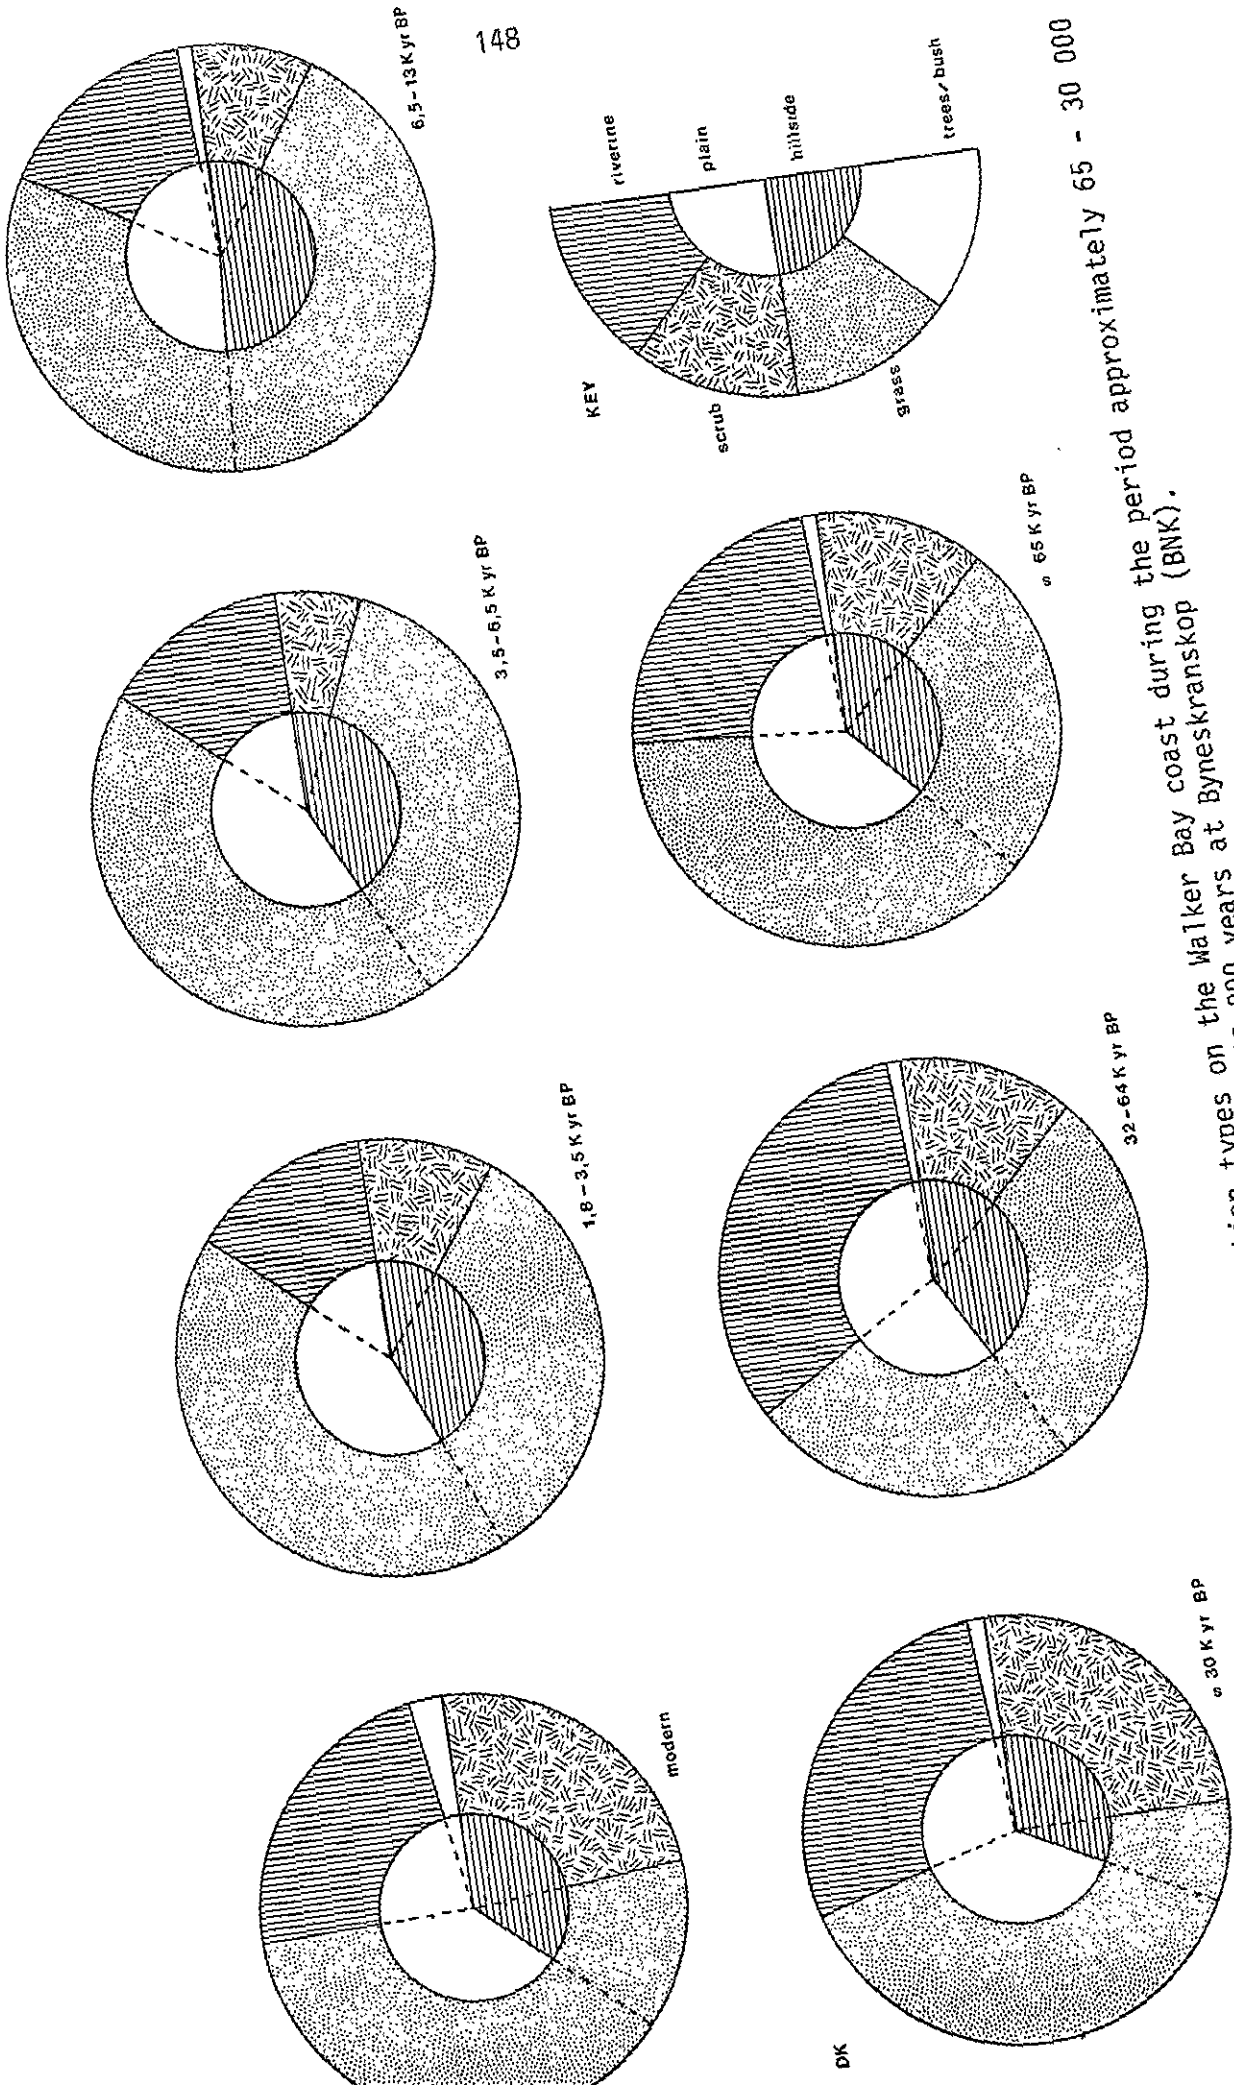 148
6,5-13 K yr BP
3,5-6,5 K yr BP
1,8-3,5 K yr BP
modern
KEY
riverine
plain
hillside
trees/bush
scrub
grass
∽ 65 K yr BP
32-64 K yr BP
∽ 30 K yr BP
DK
types on the Walker Bay coast during the period approximately 65 - 30 000
years at Byneskranskop (BNK).